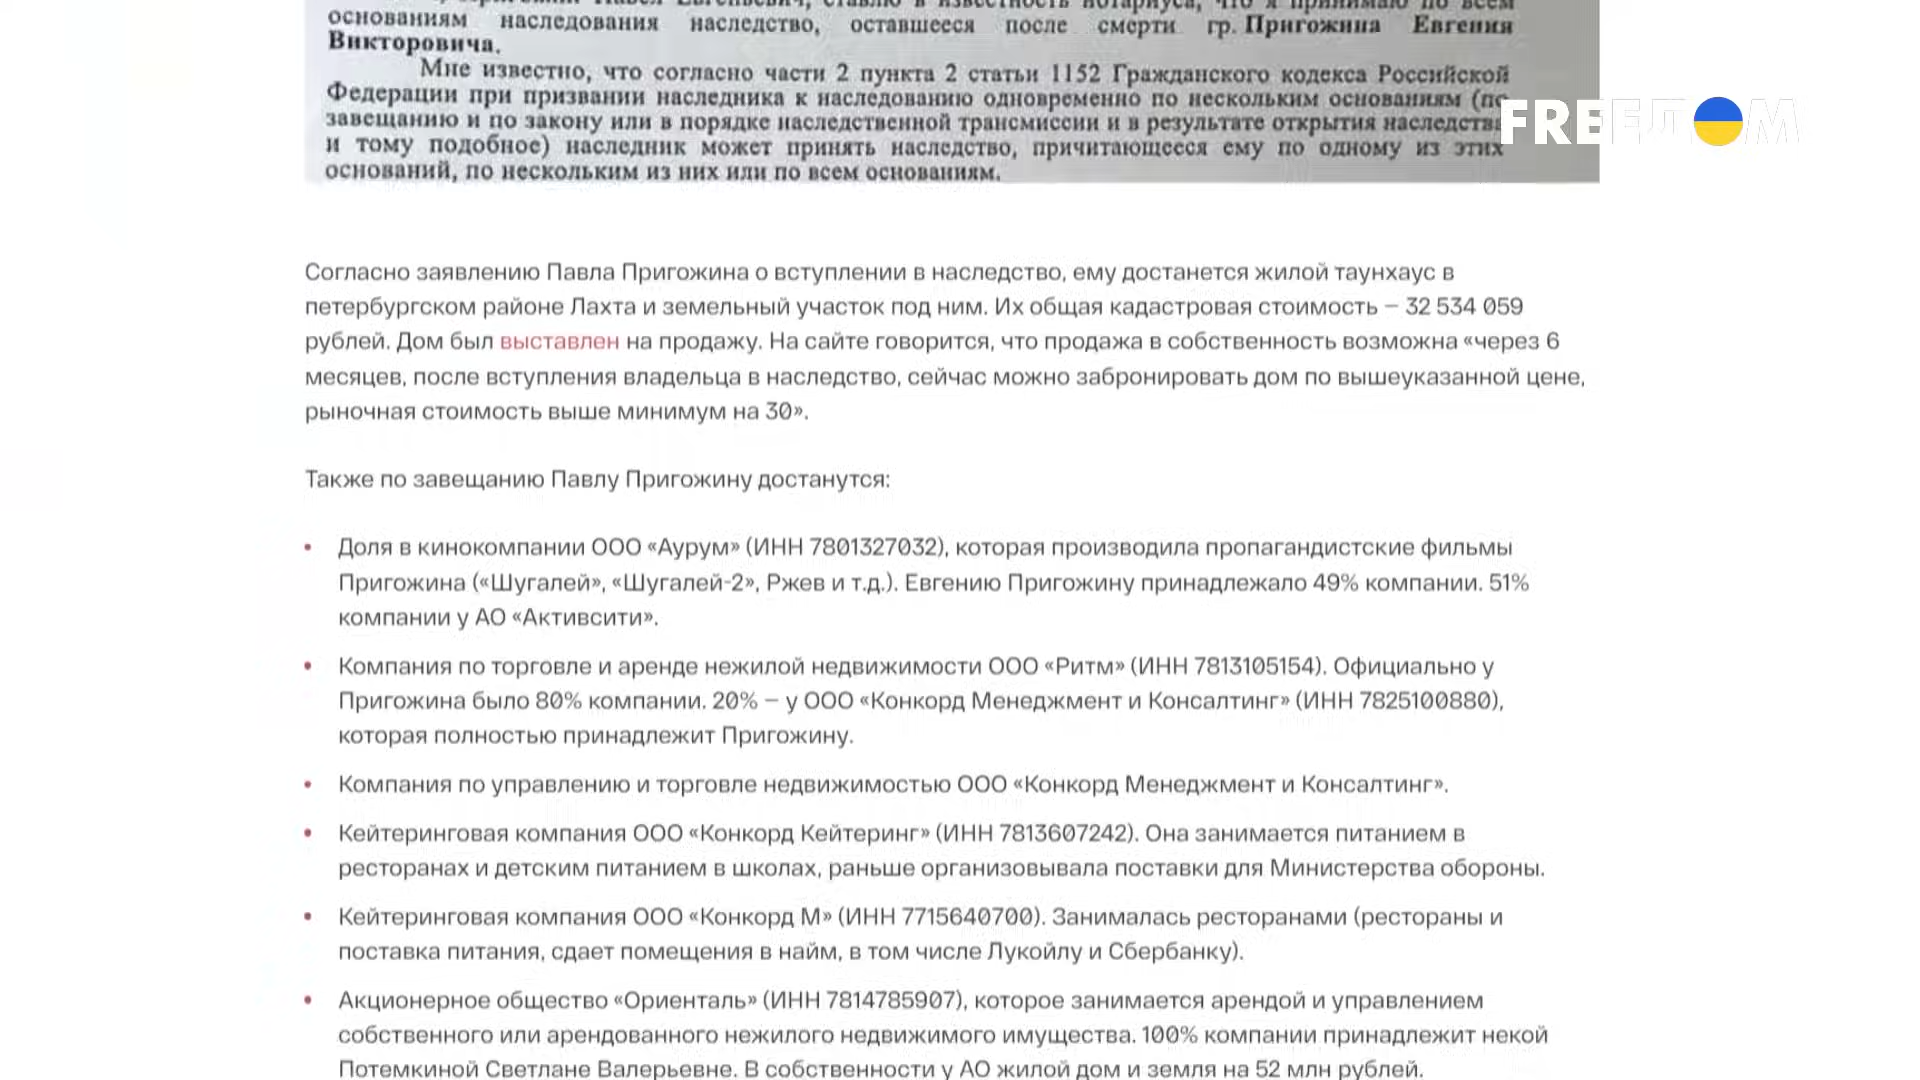 основаниям наследования наследство, оставшееся после смерти гр. Пригожина Евгения
Викторовича.
Мне известно, что согласно части 2 пункта 2 статьи 1152 Гражданского кодекса Российской
Федерации при призвании наследника к наследованию одновременно по нескольким основаниям (по
завещанию и по закону или в порядке наследственной трансмиссии и в результате открытия наследства
и тому подобное) наследник может принять наследство, причитающееся ему по одному из этих
оснований, по нескольким из них или по всем основаниям.
FREEДOM
Согласно заявлению Павла Пригожина о вступлении в наследство, ему достанется жилой таунхаус в
петербургском районе Лахта и земельный участок под ним. Их общая кадастровая стоимость – 32 534 059
рублей. Дом был выставлен на продажу. На сайте говорится, что продажа в собственность возможна «через 6
месяцев, после вступления владельца в наследство, сейчас можно забронировать дом по вышеуказанной цене,
рыночная стоимость выше минимум на 30».
Также по завещанию Павлу Пригожину достанутся:
• Доля в кинокомпании ООО «Аурум» (ИНН 7801327032), которая производила пропагандистские фильмы
Пригожина («Шугалей», «Шугалей-2», Ржев и т.д.). Евгению Пригожину принадлежало 49% компании. 51%
компании у АО «Активсити».
• Компания по торговле и аренде нежилой недвижимости ООО «Ритм» (ИНН 7813105154). Официально у
Пригожина было 80% компании. 20% – у ООО «Конкорд Менеджмент и Консалтинг» (ИНН 7825100880),
которая полностью принадлежит Пригожину.
• Компания по управлению и торговле недвижимостью ООО «Конкорд Менеджмент и Консалтинг».
• Кейтеринговая компания ООО «Конкорд Кейтеринг» (ИНН 7813607242). Она занимается питанием в
ресторанах и детским питанием в школах, раньше организовывала поставки для Министерства обороны.
• Кейтеринговая компания ООО «Конкорд М» (ИНН 7715640700). Занималась ресторанами (рестораны и
поставка питания, сдает помещения в найм, в том числе Лукойлу и Сбербанку).
• Акционерное общество «Ориенталь» (ИНН 7814785907), которое занимается арендой и управлением
собственного или арендованного нежилого недвижимого имущества. 100% компании принадлежит некой
Потемкиной Светлане Валерьевне. В собственности у АО жилой дом и земля на 52 млн рублей.